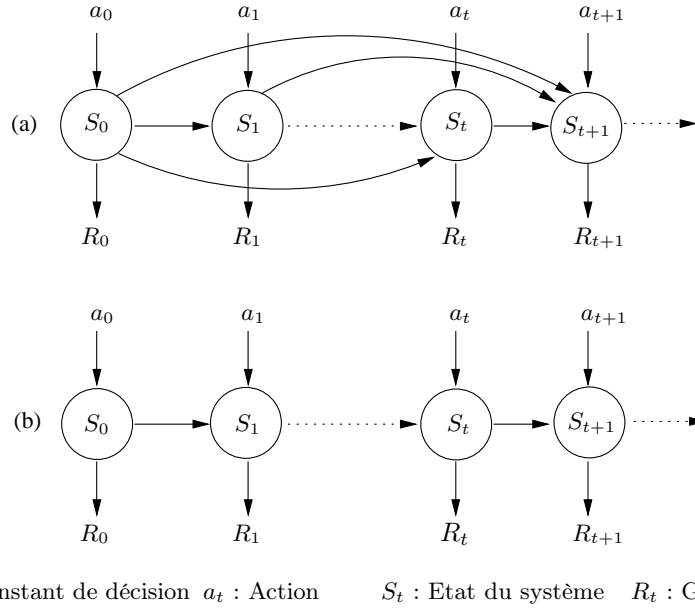 a_0 a_1 a_t a_{t+1}
(a) S_0 S_1 S_t S_{t+1}
R_0 R_1 R_t R_{t+1}
a_0 a_1 a_t a_{t+1}
(b) S_0 S_1 S_t S_{t+1}
R_0 R_1 R_t R_{t+1}
nstant de décision a_t : Action S_t : Etat du système R_t :